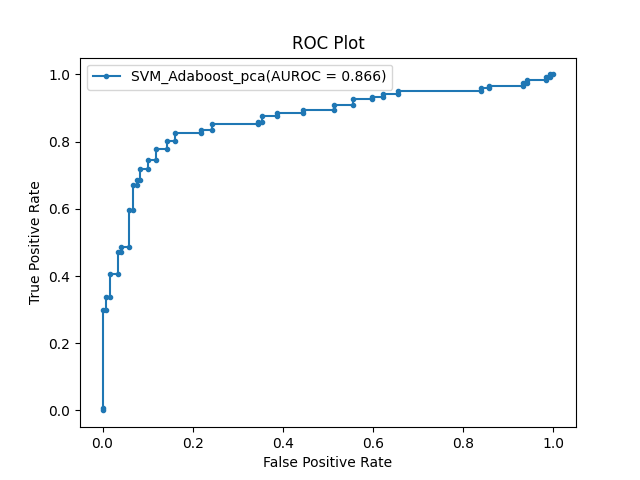 ROC Plot
SVM_Adaboost_pca(AUROC = 0.866)
True Positive Rate
1.0
0.8
0.6
0.4
0.2
0.0
0.0 0.2 0.4 0.6 0.8 1.0
False Positive Rate